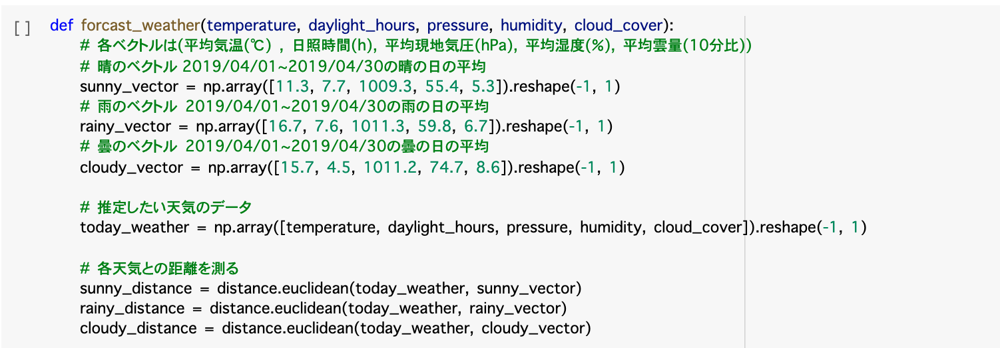 [ ] def forcast_weather(temperature, daylight_hours, pressure, humidity, cloud_cover):
# 各ベクトルは(平均気温(℃) , 日照時間(h), 平均現地気圧(hPa), 平均湿度(%), 平均雲量(10分比))
# 晴のベクトル 2019/04/01~2019/04/30の晴の日の平均
sunny_vector = np.array([11.3, 7.7, 1009.3, 55.4, 5.3]).reshape(-1, 1)
# 雨のベクトル 2019/04/01~2019/04/30の雨の日の平均
rainy_vector = np.array([16.7, 7.6, 1011.3, 59.8, 6.7]).reshape(-1, 1)
# 曇のベクトル 2019/04/01~2019/04/30の曇の日の平均
cloudy_vector = np.array([15.7, 4.5, 1011.2, 74.7, 8.6]).reshape(-1, 1)
# 推定したい天気のデータ
today_weather = np.array([temperature, daylight_hours, pressure, humidity, cloud_cover]).reshape(-1, 1)
# 各天気との距離を測る
sunny_distance = distance.euclidean(today_weather, sunny_vector)
rainy_distance = distance.euclidean(today_weather, rainy_vector)
cloudy_distance = distance.euclidean(today_weather, cloudy_vector)